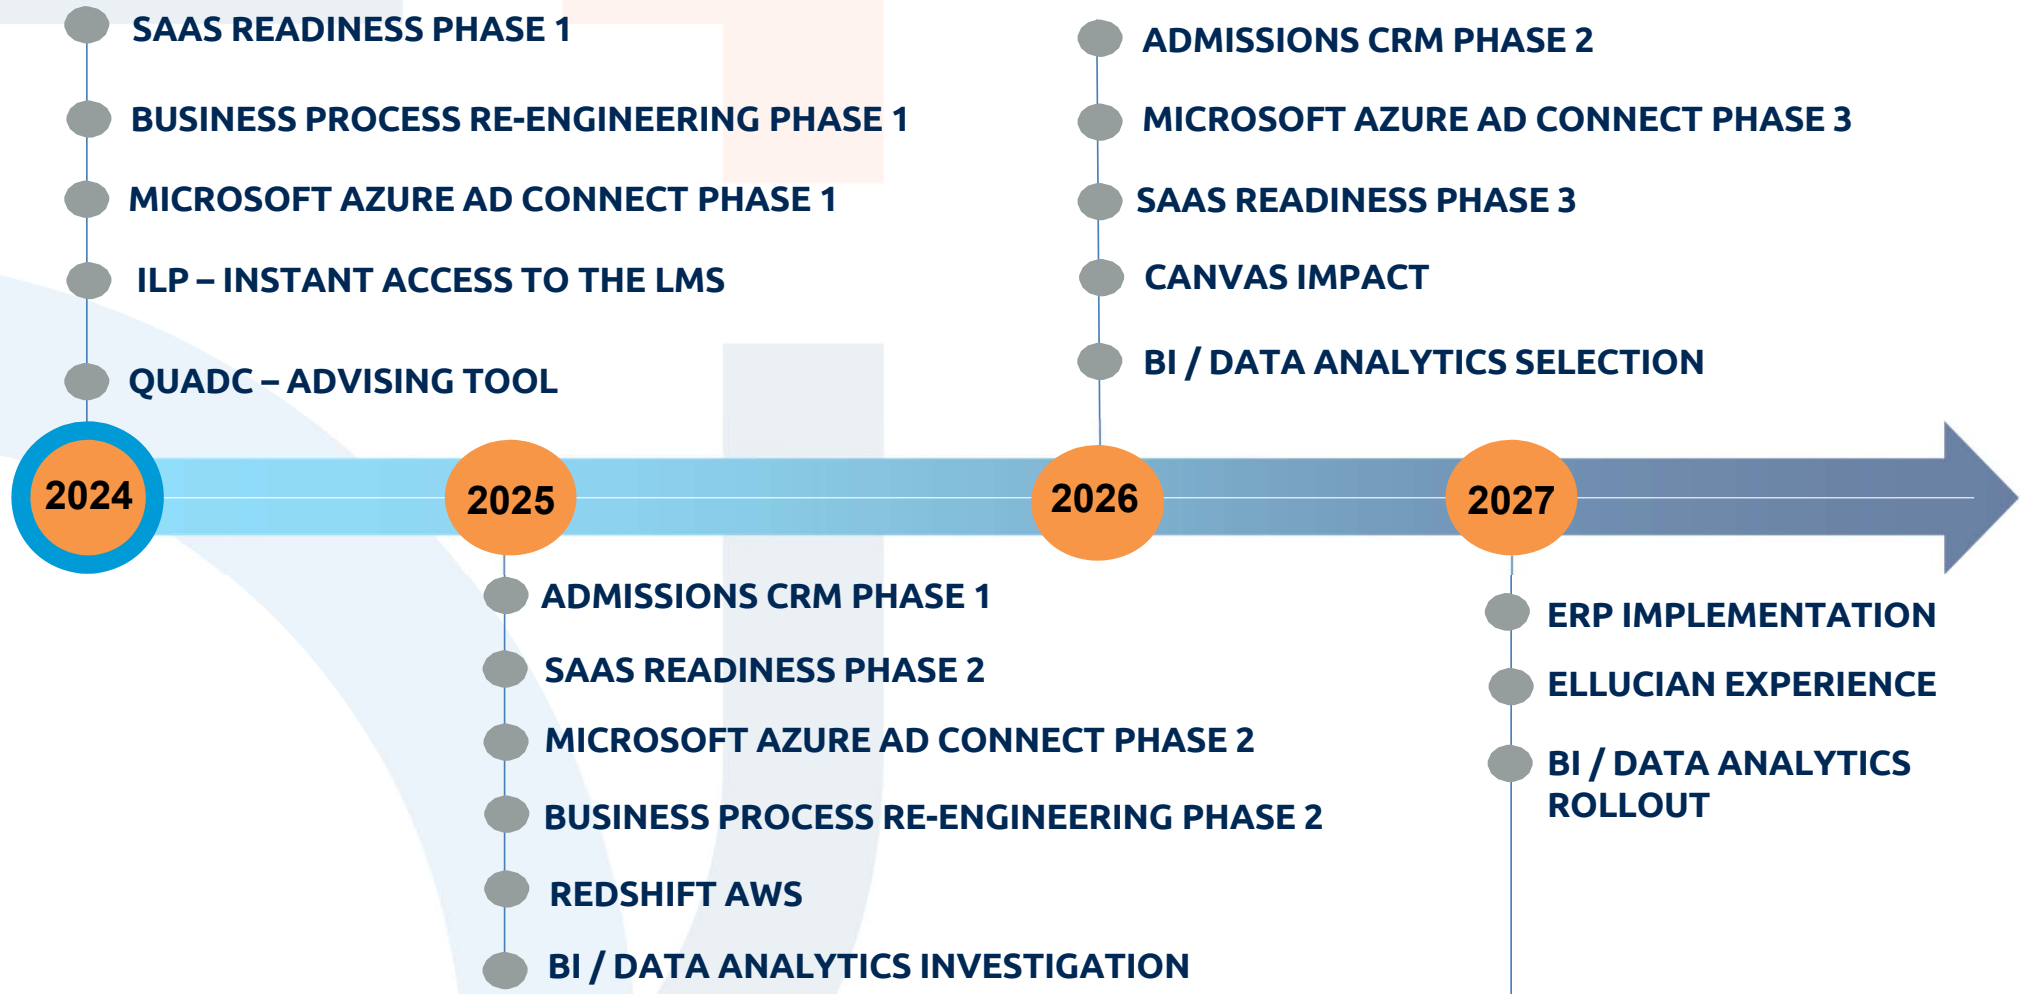 SAAS READINESS PHASE 1
BUSINESS PROCESS RE-ENGINEERING PHASE 1
MICROSOFT AZURE AD CONNECT PHASE 1
ILP – INSTANT ACCESS TO THE LMS
QUADC – ADVISING TOOL
ADMISSIONS CRM PHASE 2
MICROSOFT AZURE AD CONNECT PHASE 3
SAAS READINESS PHASE 3
CANVAS IMPACT
BI / DATA ANALYTICS SELECTION
2024
2025
2026
2027
ADMISSIONS CRM PHASE 1
SAAS READINESS PHASE 2
MICROSOFT AZURE AD CONNECT PHASE 2
BUSINESS PROCESS RE-ENGINEERING PHASE 2
REDSHIFT AWS
BI / DATA ANALYTICS INVESTIGATION
ERP IMPLEMENTATION
ELLUCIAN EXPERIENCE
BI / DATA ANALYTICS
ROLLOUT